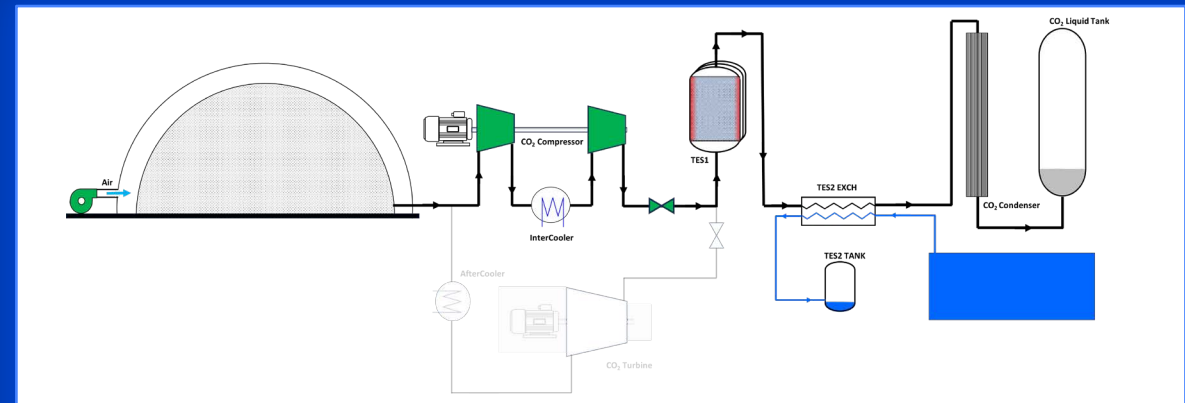 CO₂ Liquid Tank
Air
CO₂ Compressor
TES1
TES2 EXCH
CO₂ Condenser
InterCooler
TES2 TANK
AfterCooler
CO₂ Turbine